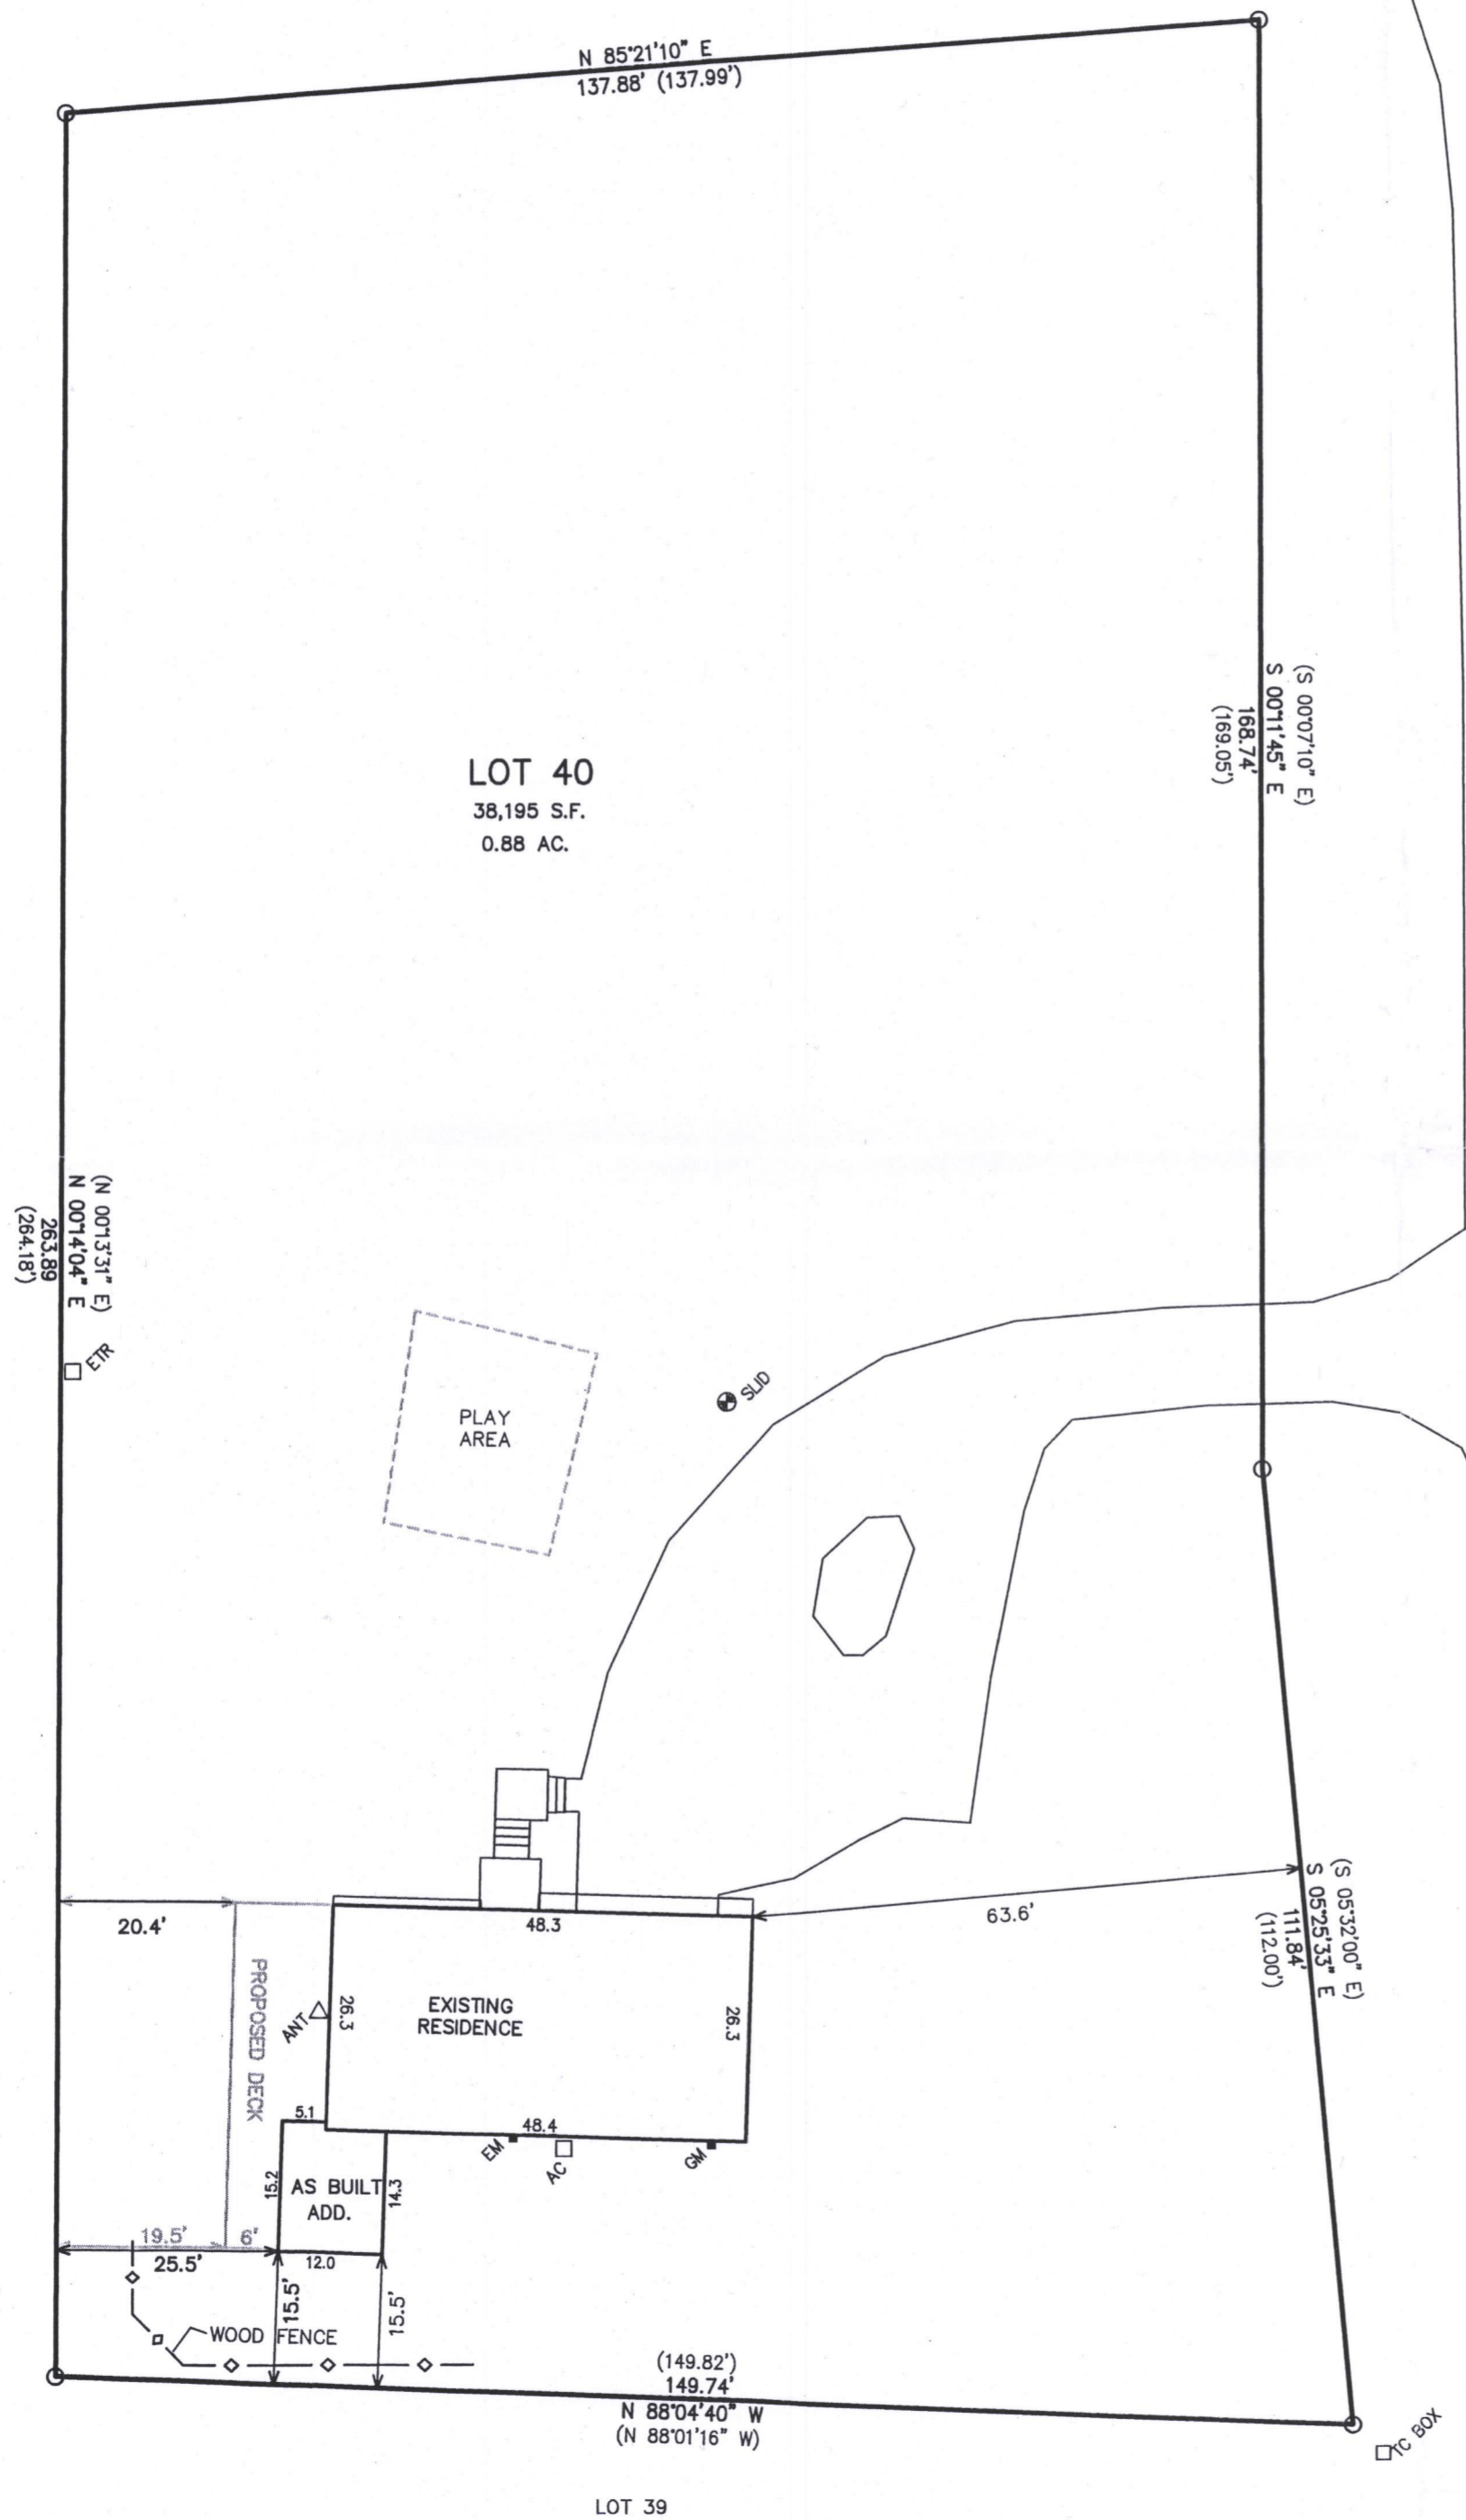 N 85°21'10" E
137.88' (137.99')
(S 00°07'10" E)
S 00°11'45" E
168.74'
(169.05')
LOT 40
38,195 S.F.
0.88 AC.
(N 00°13'31" E)
N 00°14'04" E
263.89
(264.18')
ETR
PLAY
AREA
SLID
(S 05°32'00" E)
S 05°25'33" E
111.84'
(112.00')
20.4'
48.3
63.6'
PROPOSED DECK
ANT
26.3
EXISTING
RESIDENCE
26.3
5.1
48.4
EM
AC
GM
15.2
AS BUILT
ADD.
14.3
19.5'
6"
25.5'
12.0
15.5'
15.5'
WOOD FENCE
(149.82')
149.74'
N 88°04'40" W
(N 88°01'16" W)
TC BOX
LOT 39